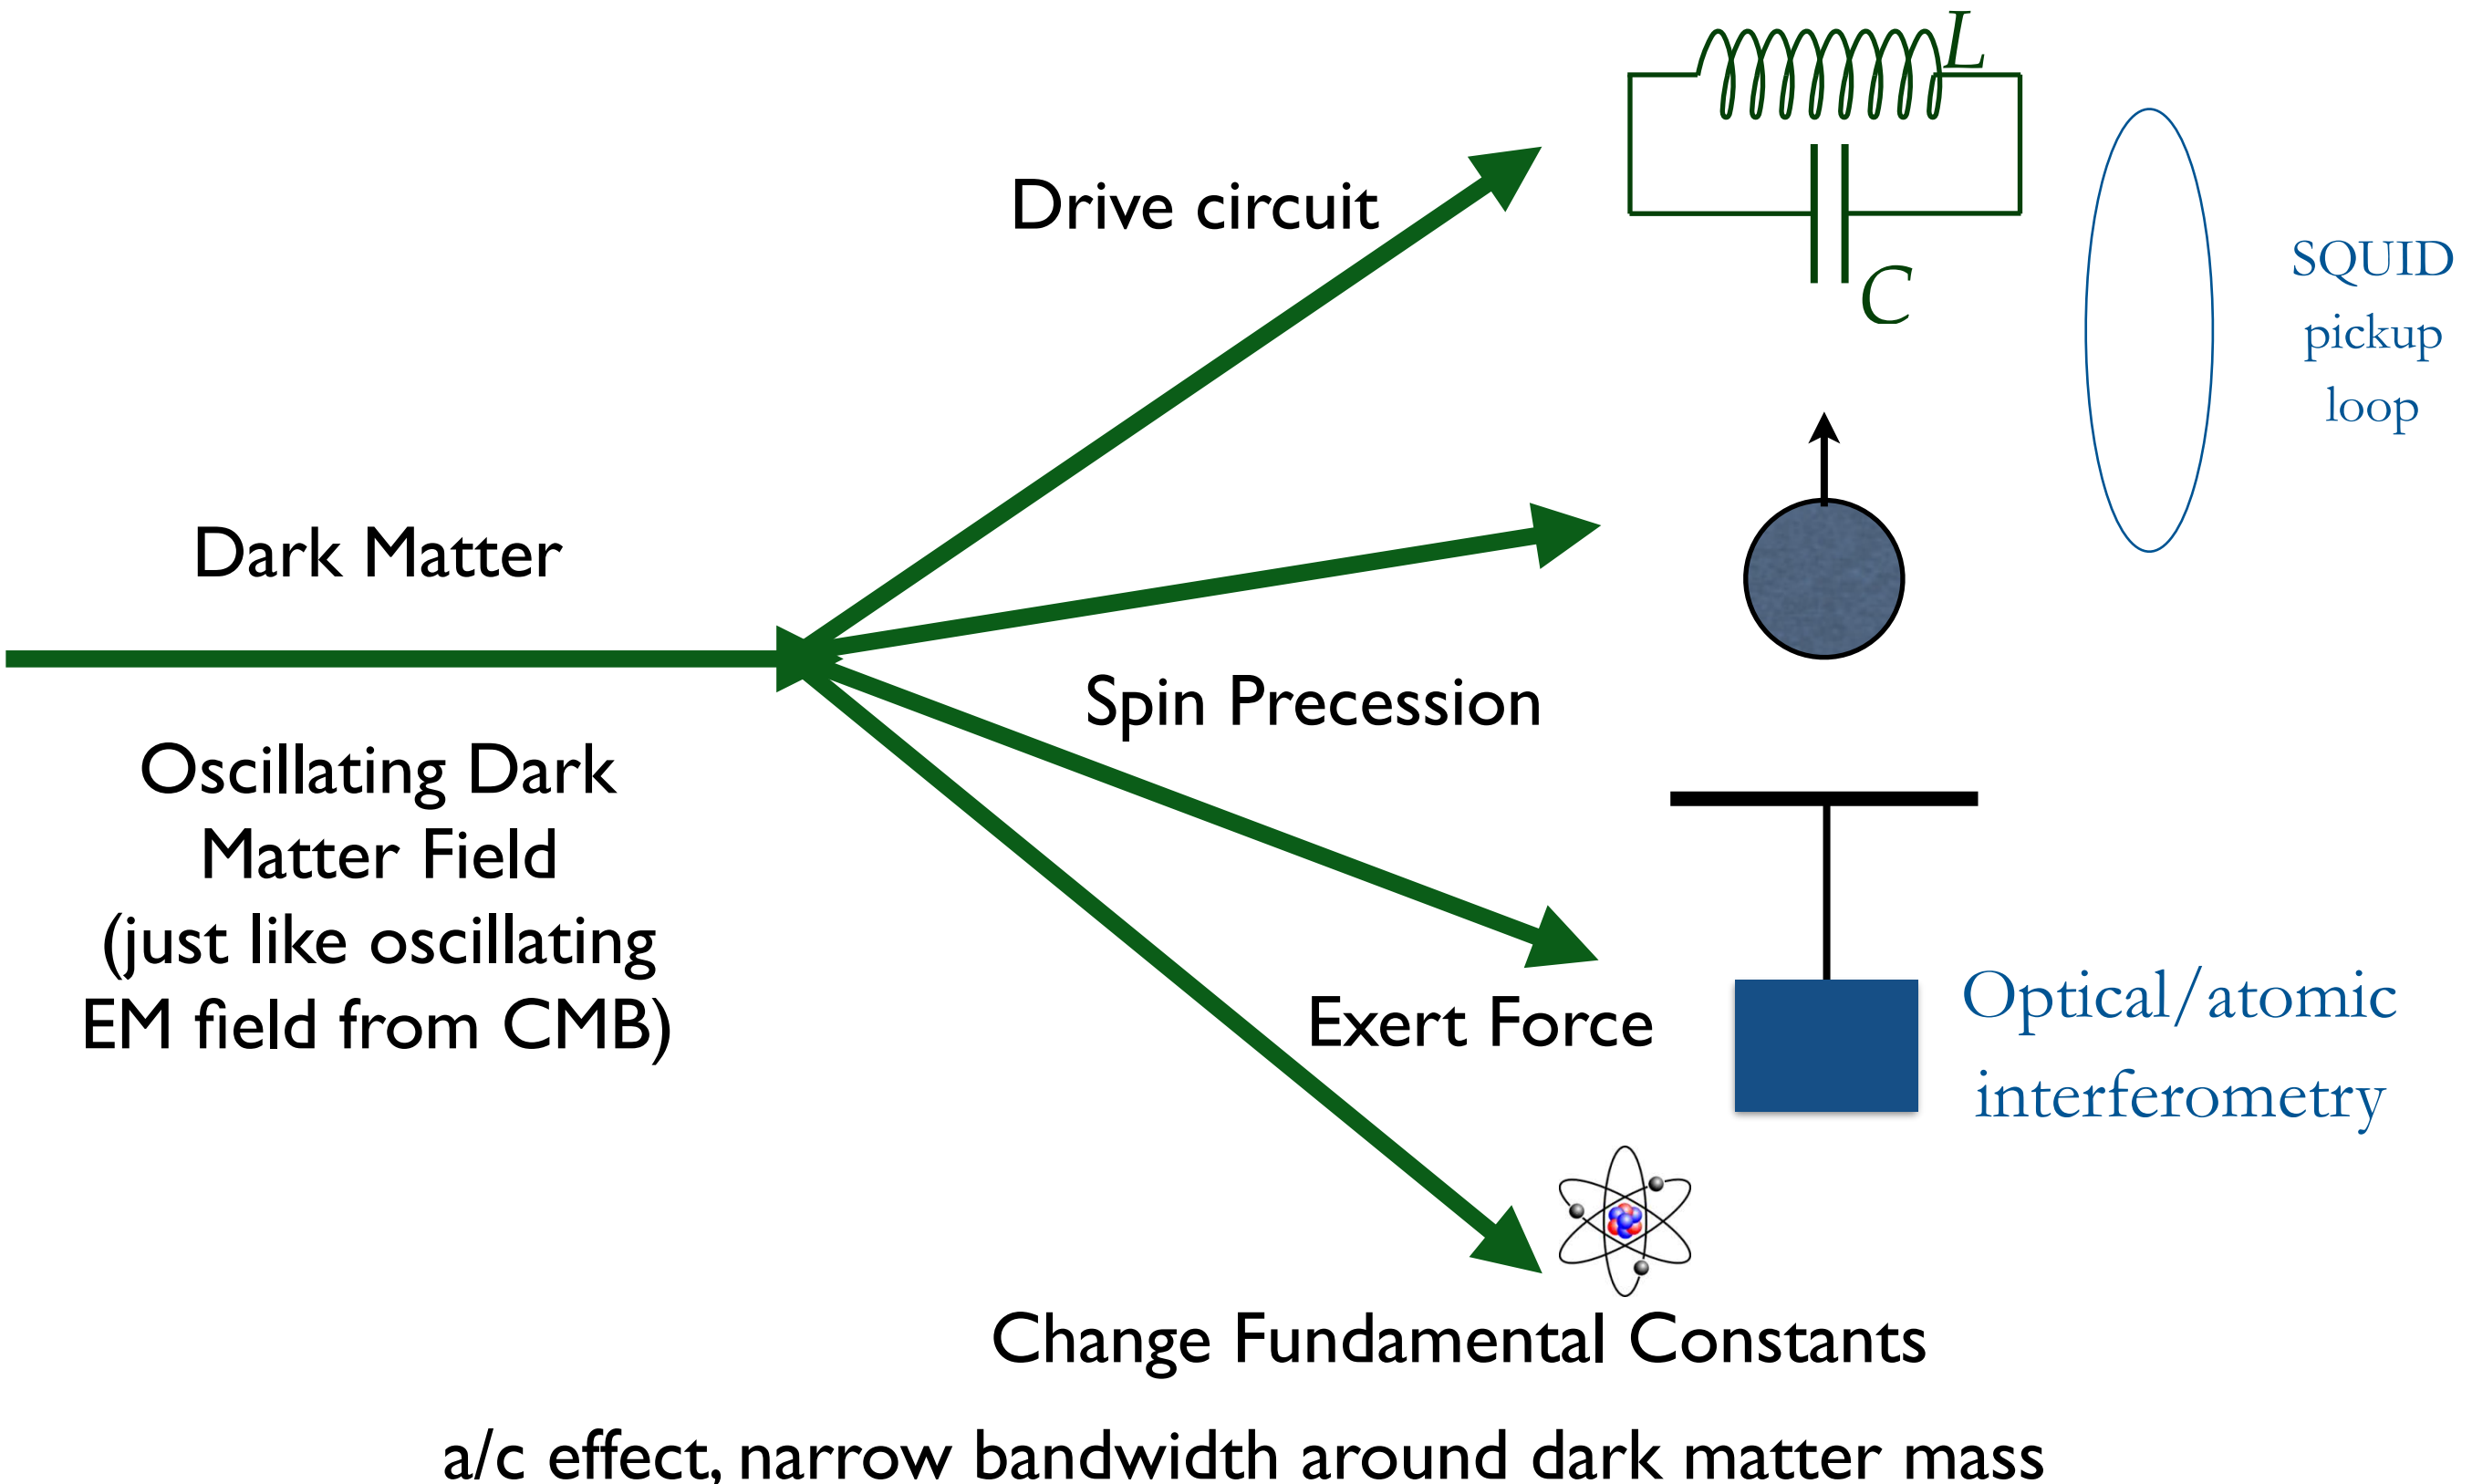 L
Drive circuit
C
SQUID
pickup
loop
Dark Matter
Spin Precession
Oscillating Dark
Matter Field
(just like oscillating
EM field from CMB)
Exert Force
Optical/atomic
interferometry
Change Fundamental Constants
a/c effect, narrow bandwidth around dark matter mass